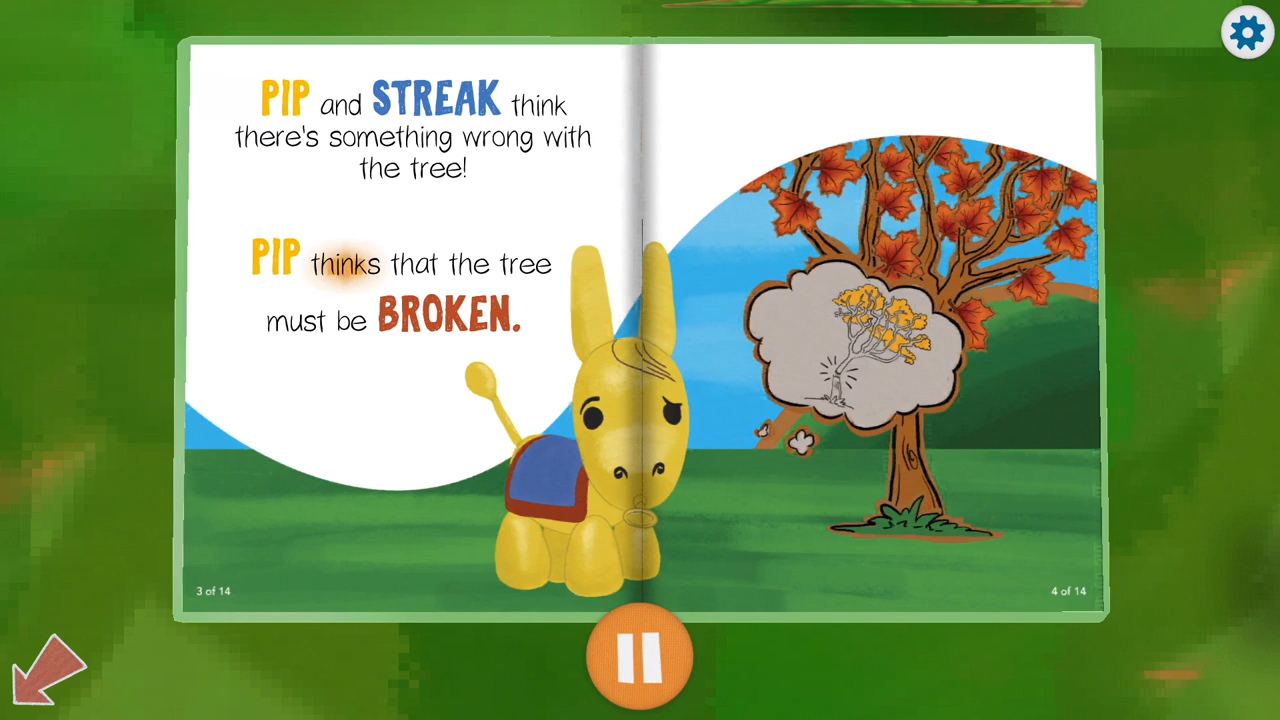 PIP and STREAK think
there's something wrong with
the tree!
PIP thinks that the tree
must be BROKEN.
3 of 14
4 of 14